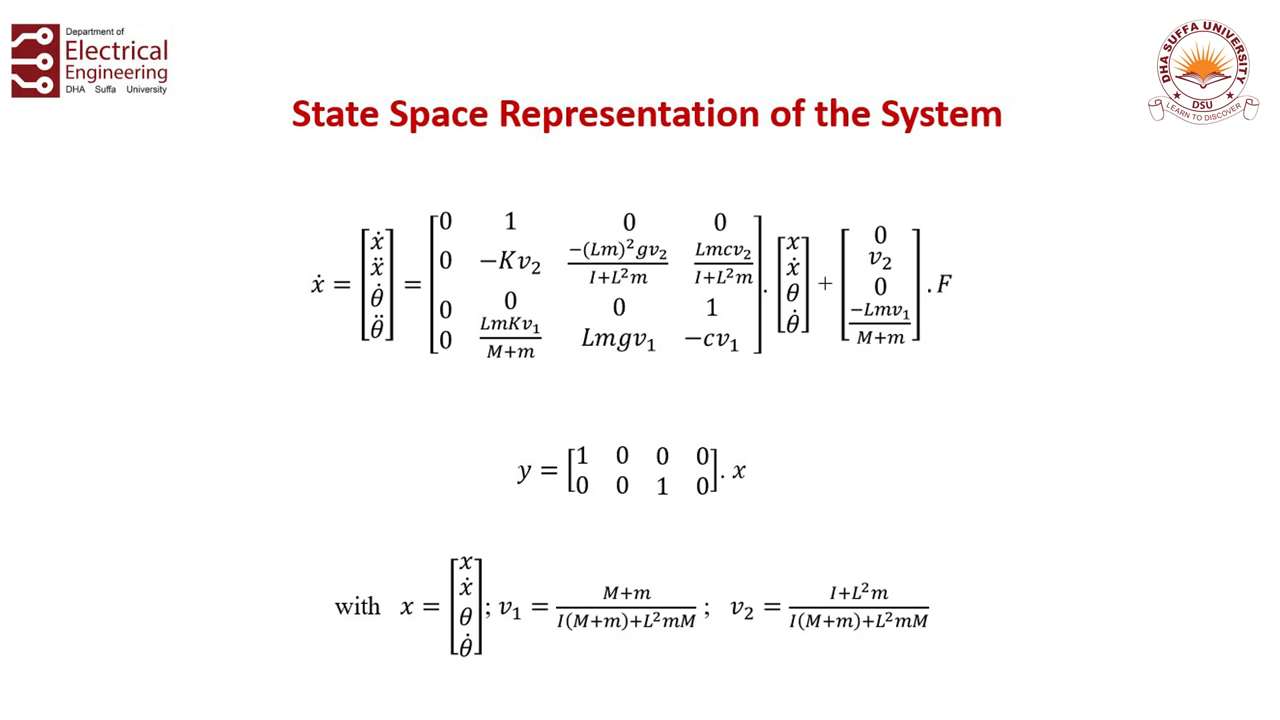 Department of
Electrical
Engineering
DHA Suffa University
DHA SUFFA UNIVERSITY
DSU
LEARN TO DISCOVER
State Space Representation of the System
ẋ = [ẋ; ẍ; θ̇; θ̈] = [0 1 0 0; 0 −Kv₂ −(Lm)²gv₂/(I+L²m) Lmcv₂/(I+L²m); 0 0 0 1; 0 LmKv₁/(M+m) Lmgv₁ −cv₁] . [x; ẋ; θ; θ̇] + [0; v₂; 0; −Lmv₁/(M+m)] . F
y = [1 0 0 0; 0 0 1 0] . x
with x = [x; ẋ; θ; θ̇] ; v₁ = (M+m)/(I(M+m)+L²mM) ; v₂ = (I+L²m)/(I(M+m)+L²mM)